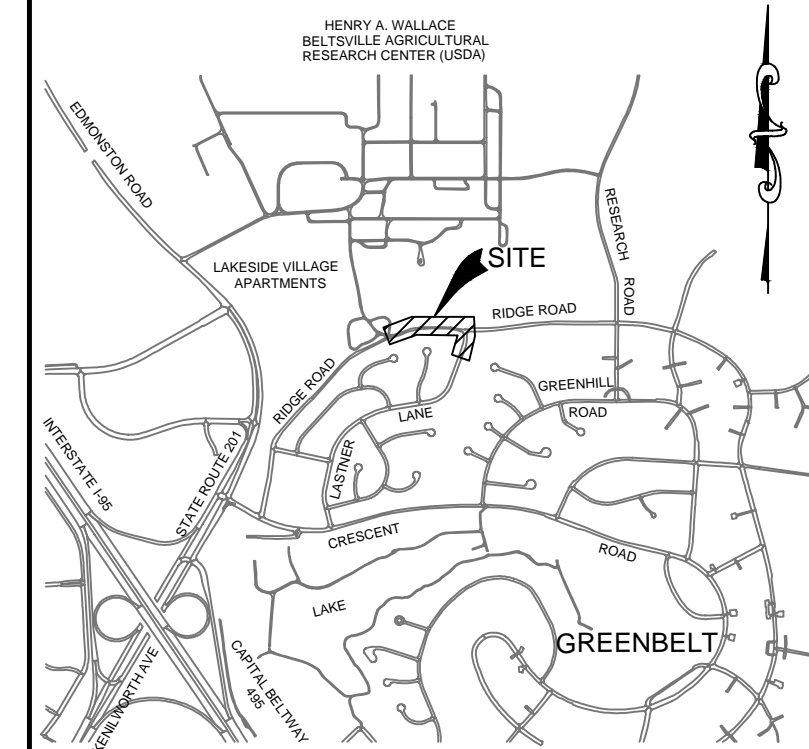 HENRY A. WALLACE
BELTSVILLE AGRICULTURAL
RESEARCH CENTER (USDA)
EDMONSTON ROAD
RESEARCH
ROAD
LAKESIDE VILLAGE
APARTMENTS
SITE
RIDGE ROAD
RIDGE ROAD
GREENHILL
ROAD
LANE
LASTNER
INTERSTATE I-95
STATE ROUTE 201
CRESCENT
ROAD
LAKE
GREENBELT
CAPITAL BELTWAY
495
KENILWORTH AVE